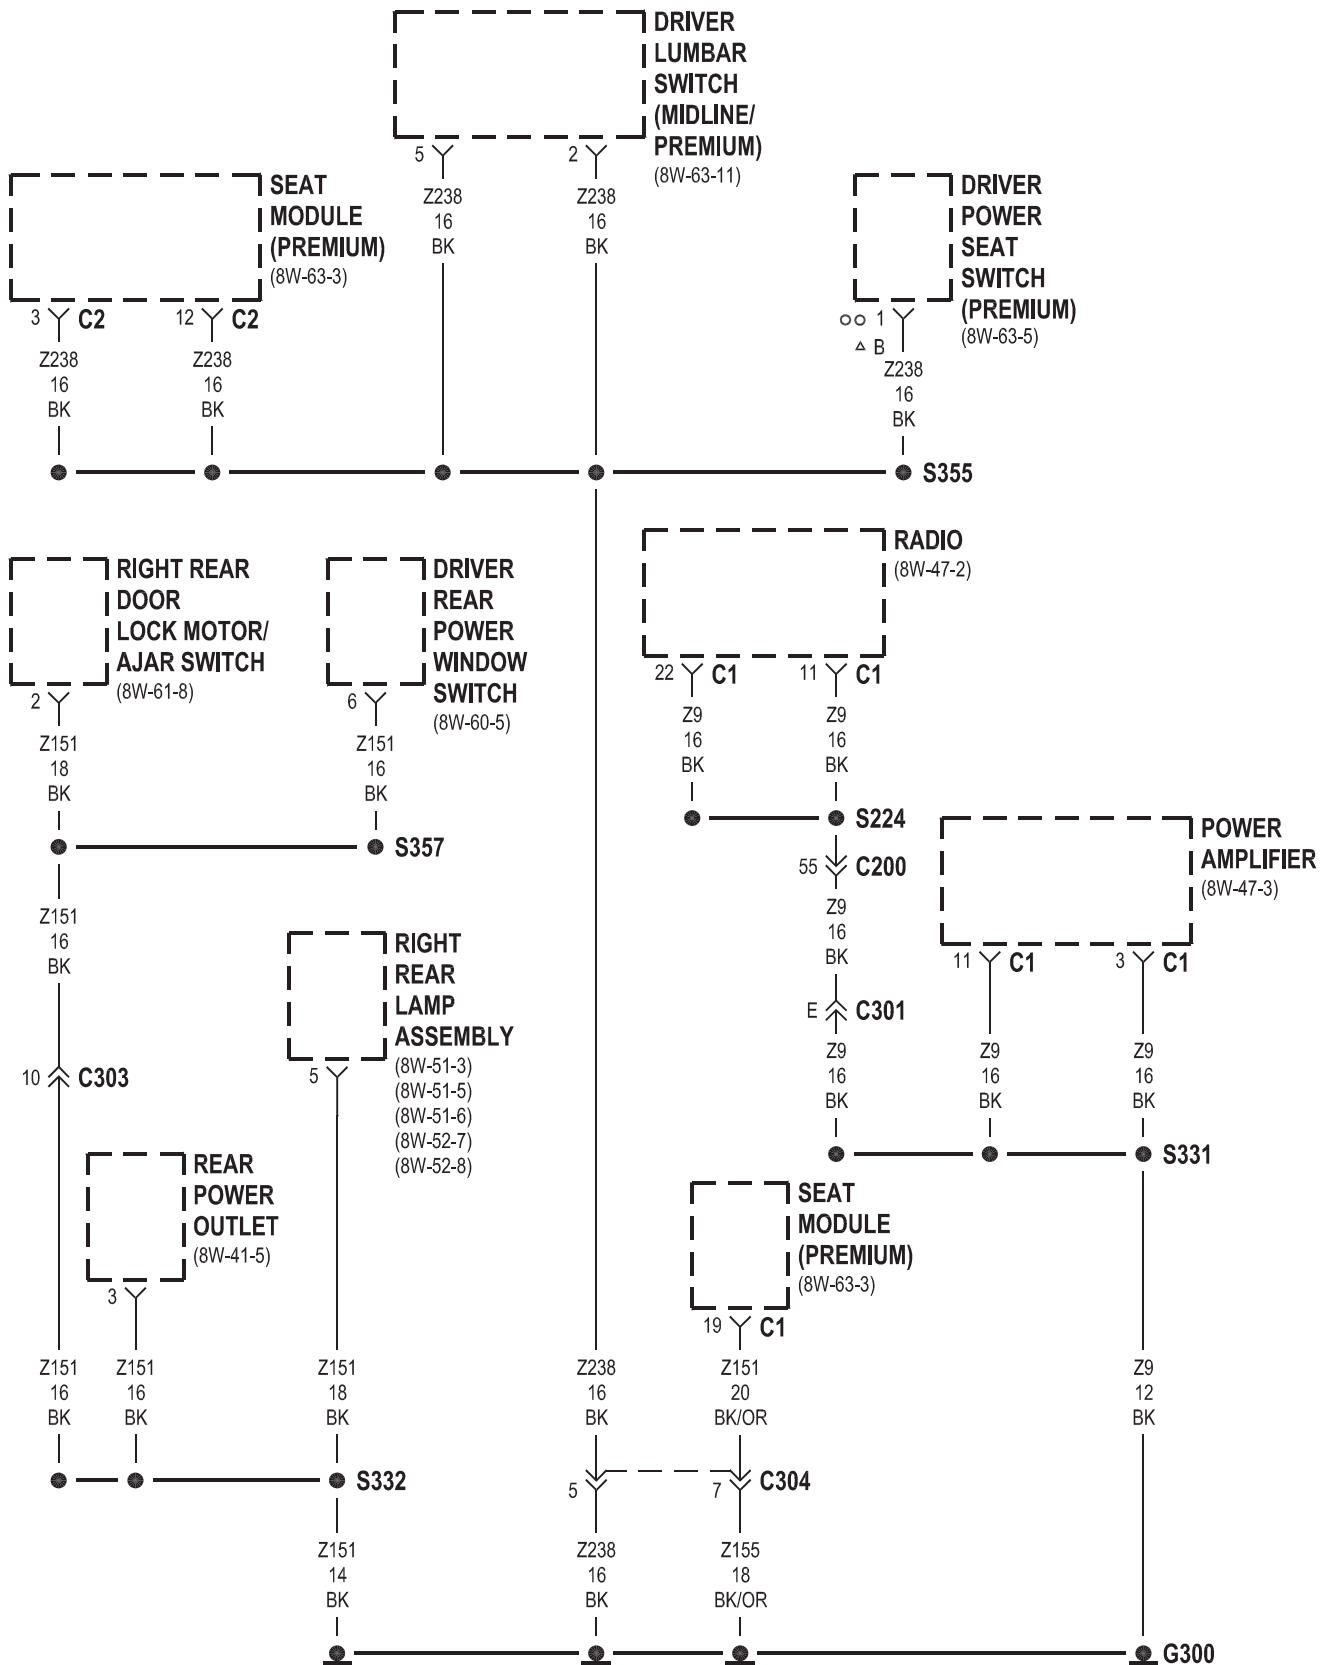 DRIVER
LUMBAR
SWITCH
(MIDLINE/
PREMIUM)
(8W-63-11)
5
2
Z238
16
BK
Z238
16
BK
SEAT
MODULE
(PREMIUM)
(8W-63-3)
3 C2
12 C2
Z238
16
BK
Z238
16
BK
DRIVER
POWER
SEAT
SWITCH
(PREMIUM)
(8W-63-5)
1
B
Z238
16
BK
S355
RIGHT REAR
DOOR
LOCK MOTOR/
AJAR SWITCH
(8W-61-8)
2
Z151
18
BK
DRIVER
REAR
POWER
WINDOW
SWITCH
(8W-60-5)
6
Z151
16
BK
S357
RADIO
(8W-47-2)
22 C1
11 C1
Z9
16
BK
Z9
16
BK
S224
55 C200
Z9
16
BK
E C301
Z9
16
BK
POWER
AMPLIFIER
(8W-47-3)
11 C1
3 C1
Z9
16
BK
Z9
16
BK
S331
Z151
16
BK
10 C303
RIGHT
REAR
LAMP
ASSEMBLY
(8W-51-3)
(8W-51-5)
(8W-51-6)
(8W-52-7)
(8W-52-8)
5
REAR
POWER
OUTLET
(8W-41-5)
3
SEAT
MODULE
(PREMIUM)
(8W-63-3)
19 C1
Z151
16
BK
Z151
16
BK
Z151
18
BK
Z238
16
BK
Z151
20
BK/OR
Z9
12
BK
S332
5
7 C304
Z151
14
BK
Z238
16
BK
Z155
18
BK/OR
G300